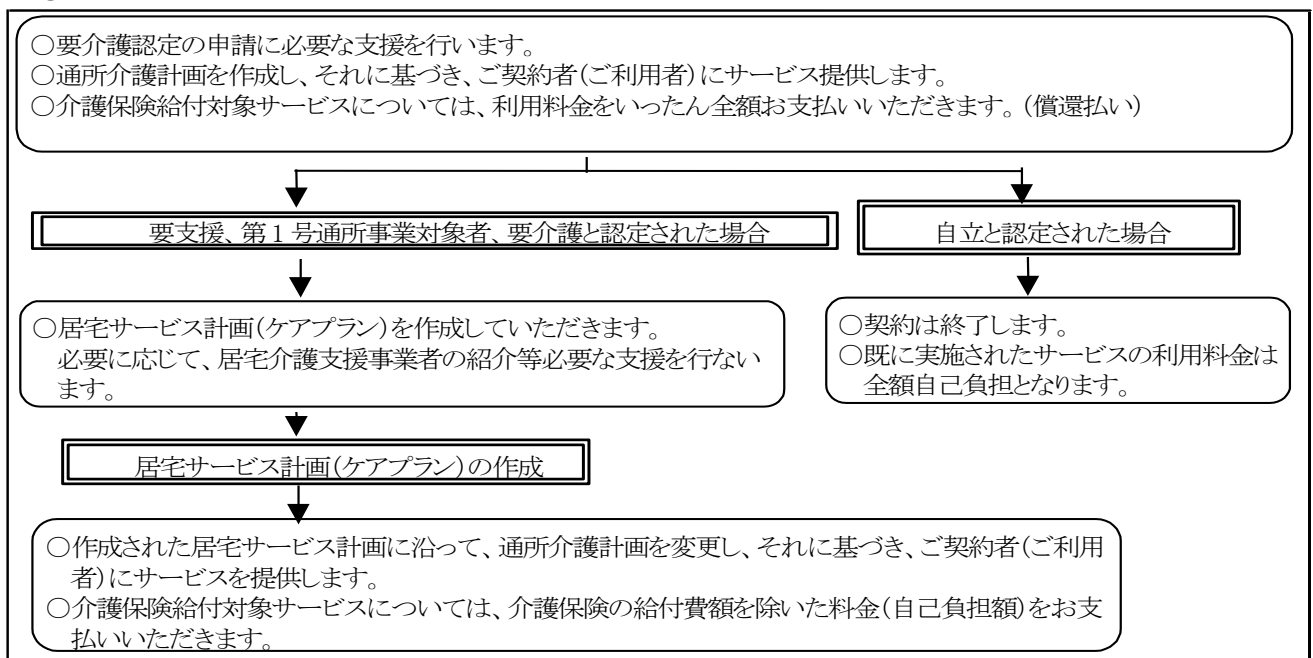 ○要介護認定の申請に必要な支援を行います。
○通所介護計画を作成し、それに基づき、ご契約者(ご利用者)にサービス提供します。
○介護保険給付対象サービスについては、利用料金をいったん全額お支払いいただきます。(償還払い)
要支援、第1号通所事業対象者、要介護と認定された場合
自立と認定された場合
○居宅サービス計画(ケアプラン)を作成していただきます。
必要に応じて、居宅介護支援事業者の紹介等必要な支援を行ない
ます。
○契約は終了します。
○既に実施されたサービスの利用料金は
全額自己負担となります。
居宅サービス計画(ケアプラン)の作成
○作成された居宅サービス計画に沿って、通所介護計画を変更し、それに基づき、ご契約者(ご利用
者)にサービスを提供します。
○介護保険給付対象サービスについては、介護保険の給付費額を除いた料金(自己負担額)をお支
払いいただきます。